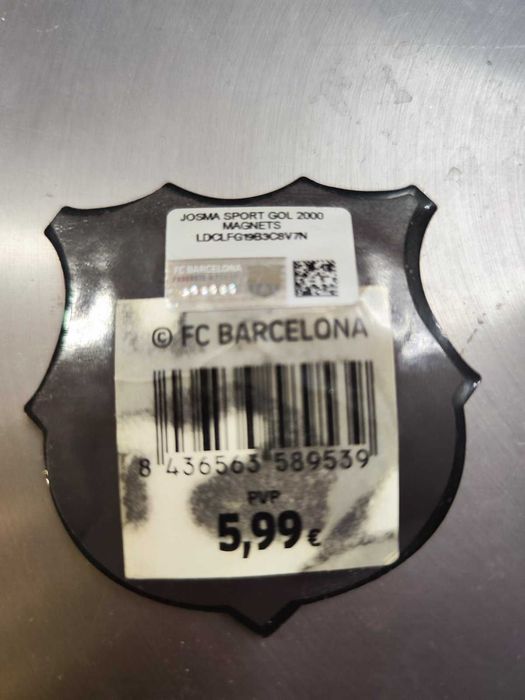 JOSMA SPORT GOL 2000
MAGNETS
LDCLFG19B3C8V7N
FC BARCELONA
© FC BARCELONA
8 436563 589539
PVP
5,99 €